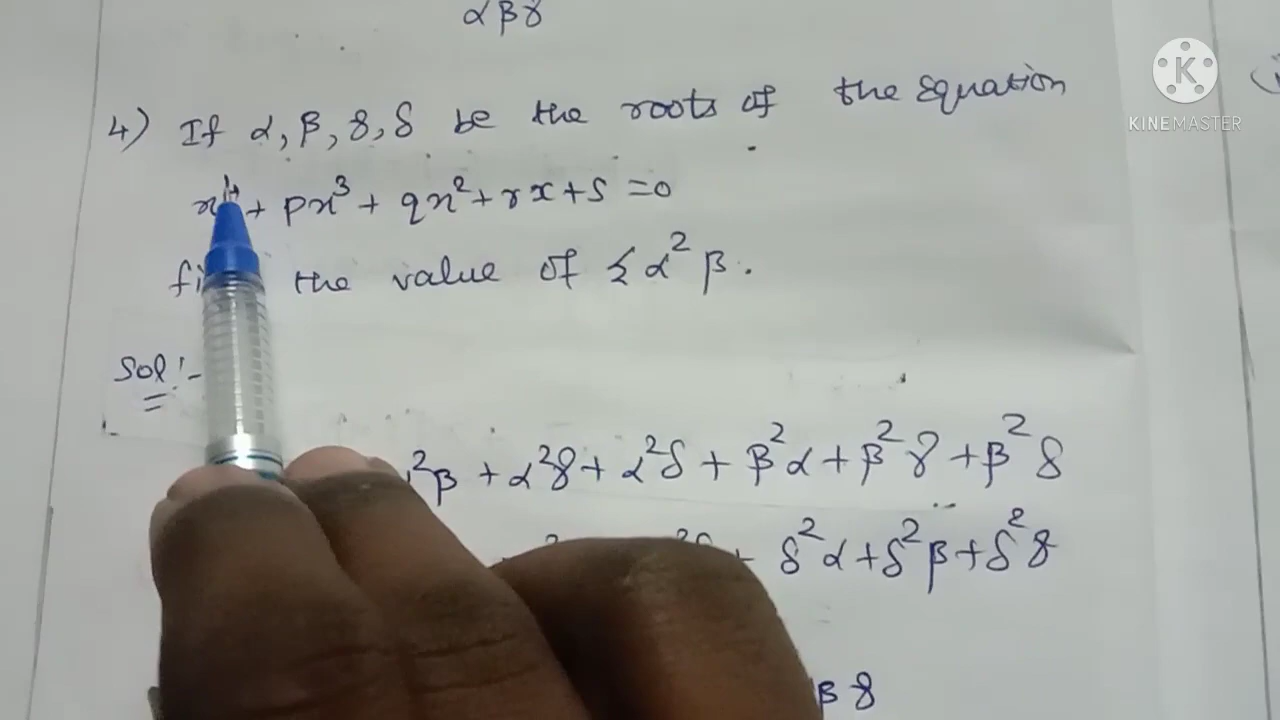 αβγ
4) If α, β, γ, δ be the roots of the equation
+ px³ + qx² + rx + s = 0
the value of Σα²β.
Sol:-
²β + α²γ + α²δ + β²α + β²γ + β²δ
δ²α + δ²β + δ²γ
βγ
KINEMASTER